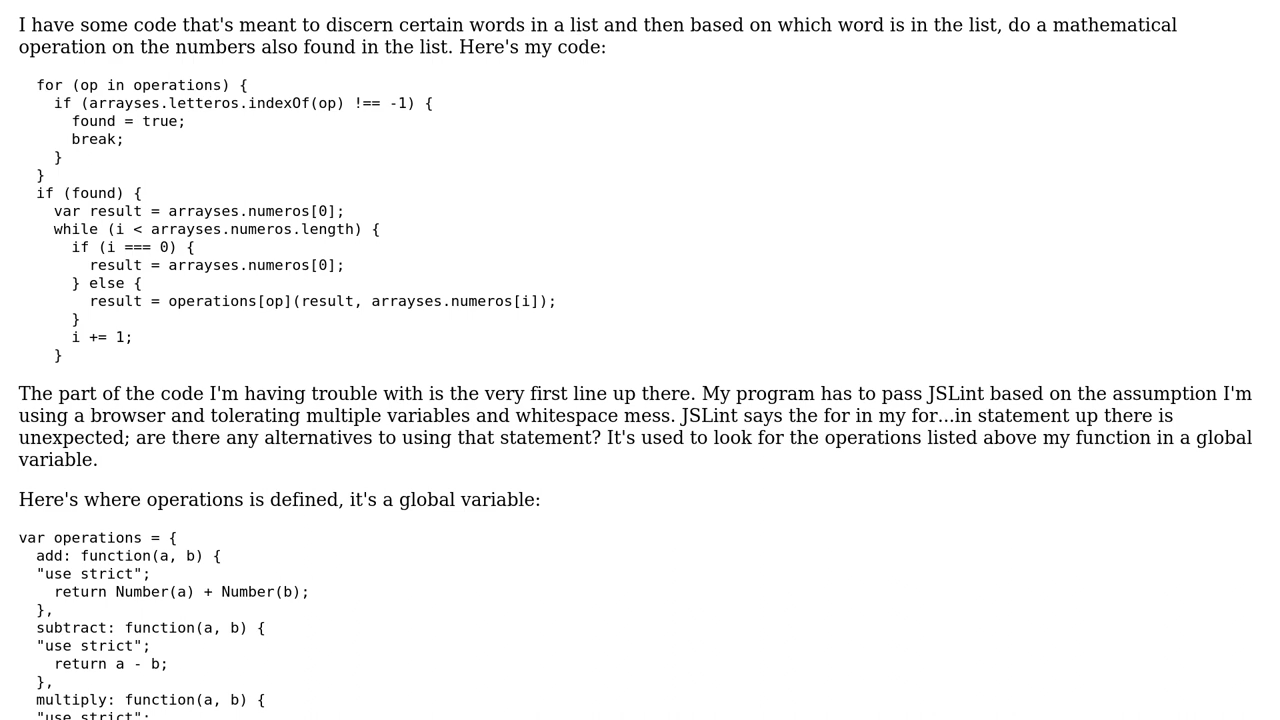 I have some code that's meant to discern certain words in a list and then based on which word is in the list, do a mathematical
operation on the numbers also found in the list. Here's my code:
  for (op in operations) {
    if (arrayses.letteros.indexOf(op) !== -1) {
      found = true;
      break;
    }
  }
  if (found) {
    var result = arrayses.numeros[0];
    while (i < arrayses.numeros.length) {
      if (i === 0) {
        result = arrayses.numeros[0];
      } else {
        result = operations[op](result, arrayses.numeros[i]);
      }
      i += 1;
    }
The part of the code I'm having trouble with is the very first line up there. My program has to pass JSLint based on the assumption I'm
using a browser and tolerating multiple variables and whitespace mess. JSLint says the for in my for...in statement up there is
unexpected; are there any alternatives to using that statement? It's used to look for the operations listed above my function in a global
variable.
Here's where operations is defined, it's a global variable:
var operations = {
  add: function(a, b) {
  "use strict";
    return Number(a) + Number(b);
  },
  subtract: function(a, b) {
  "use strict";
    return a - b;
  },
  multiply: function(a, b) {
  "use strict";